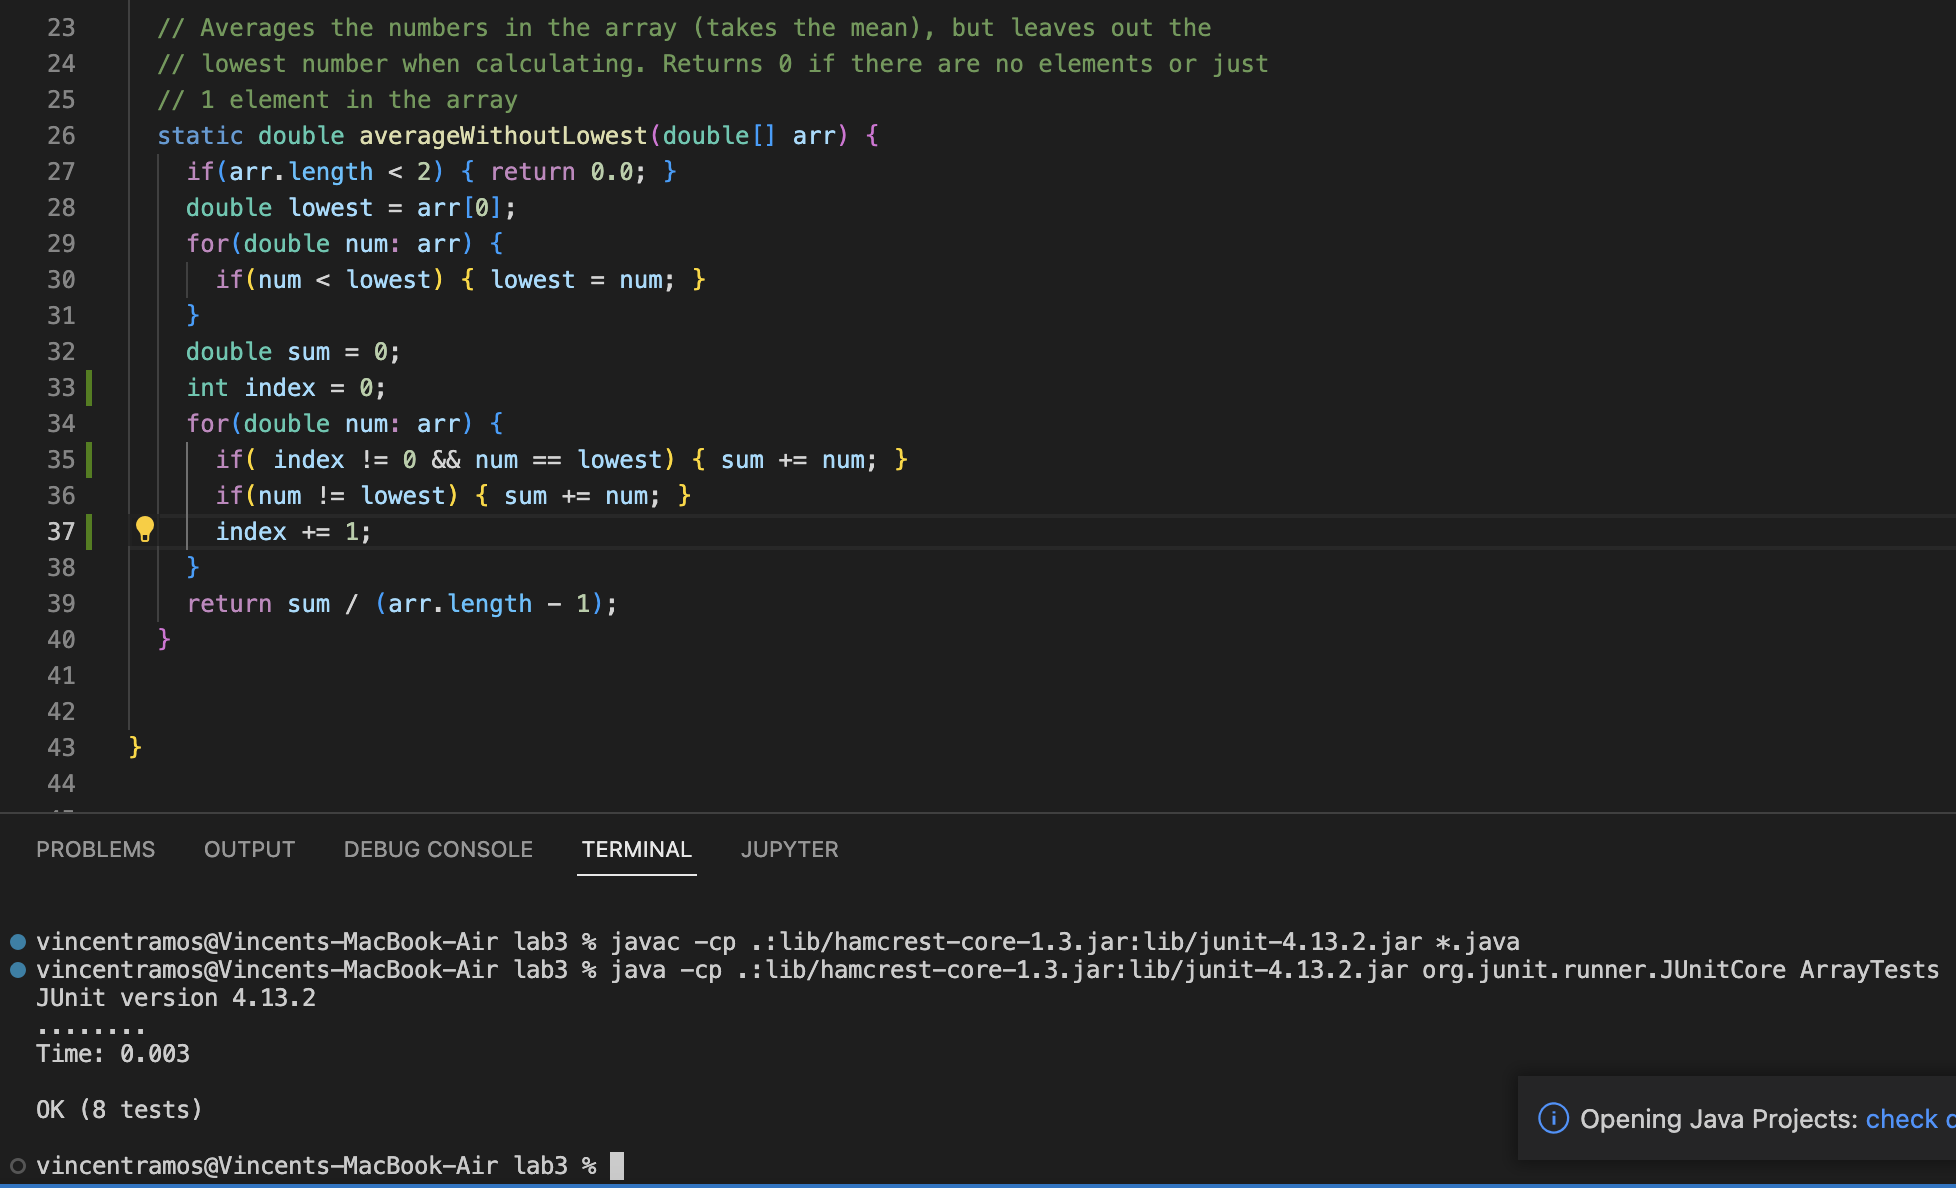 23 // Averages the numbers in the array (takes the mean), but leaves out the
24 // lowest number when calculating. Returns 0 if there are no elements or just
25 // 1 element in the array
26 static double averageWithoutLowest(double[] arr) {
27 if(arr.length < 2) { return 0.0; }
28 double lowest = arr[0];
29 for(double num: arr) {
30 if(num < lowest) { lowest = num; }
31 }
32 double sum = 0;
33 int index = 0;
34 for(double num: arr) {
35 if( index != 0 && num == lowest) { sum += num; }
36 if(num != lowest) { sum += num; }
37 index += 1;
38 }
39 return sum / (arr.length - 1);
40 }
41
42
43 }
44
PROBLEMS OUTPUT DEBUG CONSOLE TERMINAL JUPYTER
vincentramos@Vincents-MacBook-Air lab3 % javac -cp .:lib/hamcrest-core-1.3.jar:lib/junit-4.13.2.jar *.java
vincentramos@Vincents-MacBook-Air lab3 % java -cp .:lib/hamcrest-core-1.3.jar:lib/junit-4.13.2.jar org.junit.runner.JUnitCore ArrayTests
JUnit version 4.13.2
........
Time: 0.003
OK (8 tests)
Opening Java Projects: check
vincentramos@Vincents-MacBook-Air lab3 %